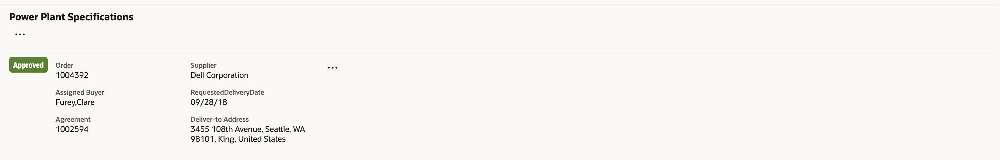 Power Plant Specifications
...
Approved
Order
1004392
Supplier
Dell Corporation
...
Assigned Buyer
Furey,Clare
RequestedDeliveryDate
09/28/18
Agreement
1002594
Deliver-to Address
3455 108th Avenue, Seattle, WA
98101, King, United States